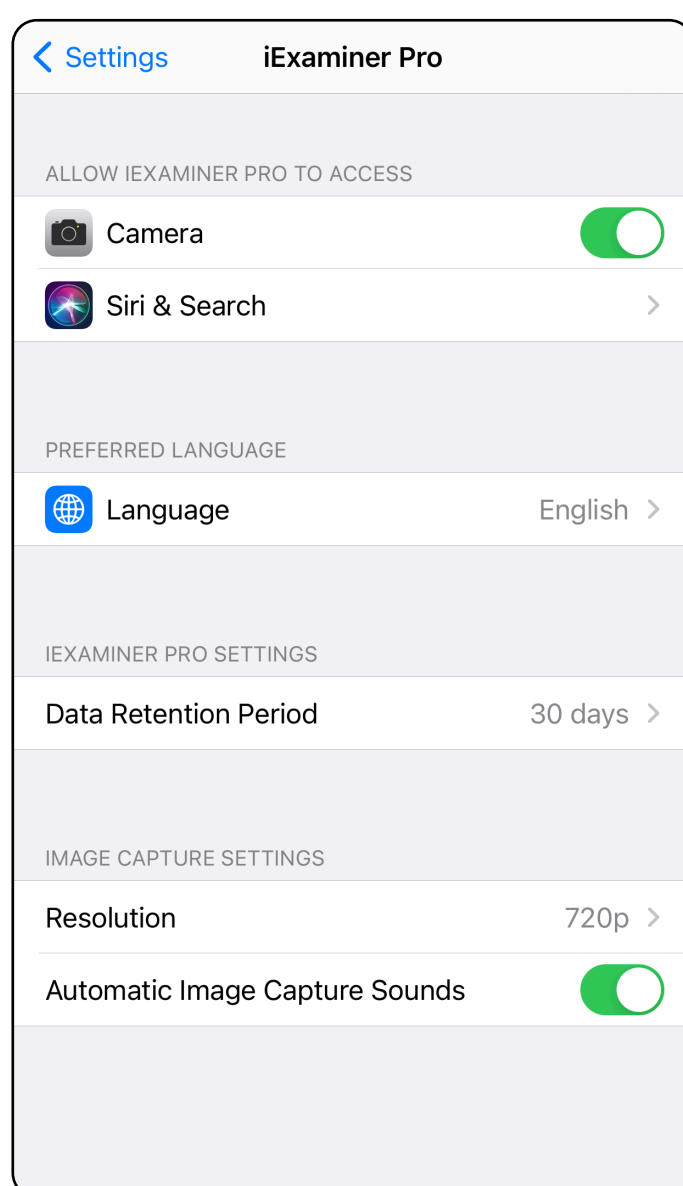 Settings
iExaminer Pro
ALLOW IEXAMINER PRO TO ACCESS
Camera
Siri & Search
PREFERRED LANGUAGE
Language English
IEXAMINER PRO SETTINGS
Data Retention Period 30 days
IMAGE CAPTURE SETTINGS
Resolution 720p
Automatic Image Capture Sounds